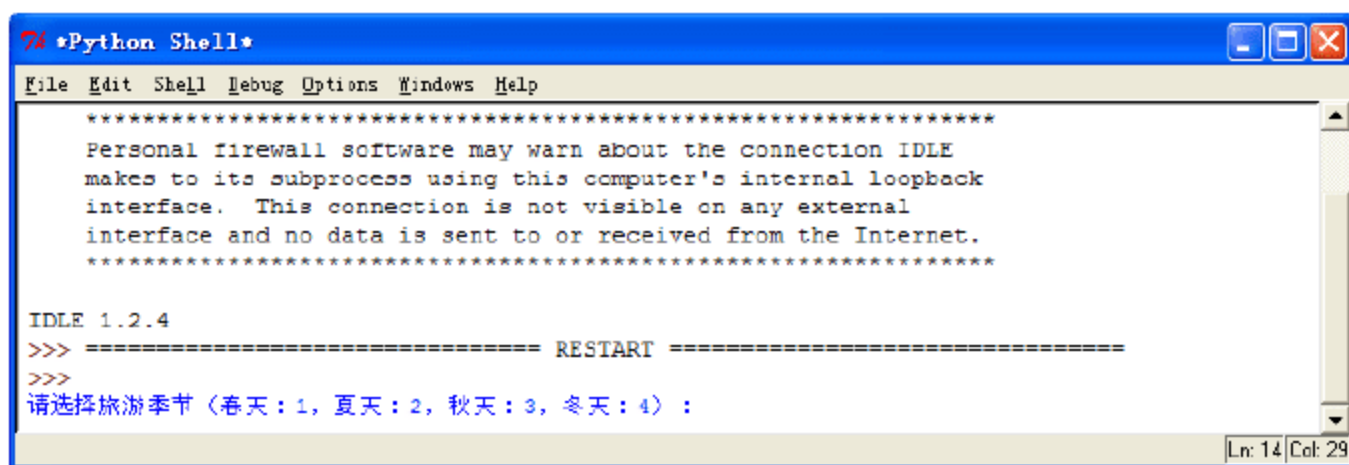 *Python Shell*
File Edit Shell Debug Options Windows Help
****************************************************************
Personal firewall software may warn about the connection IDLE
makes to its subprocess using this computer's internal loopback
interface.  This connection is not visible on any external
interface and no data is sent to or received from the Internet.
****************************************************************
IDLE 1.2.4
>>> ================================ RESTART ================================
>>>
请选择旅游季节（春天：1，夏天：2，秋天：3，冬天：4）：
Ln: 14 Col: 29